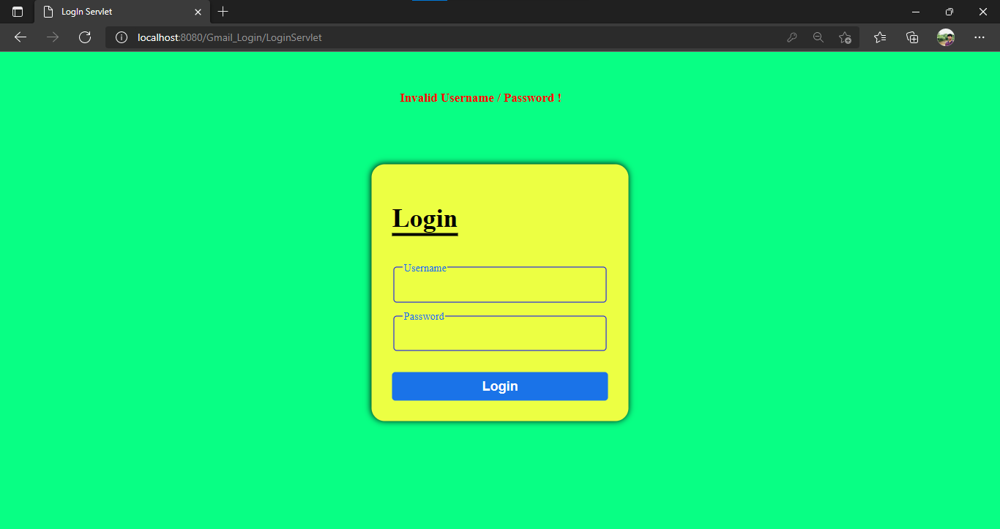 LogIn Servlet
localhost:8080/Gmail_Login/LoginServlet
Invalid Username / Password !
Login
Username
Password
Login